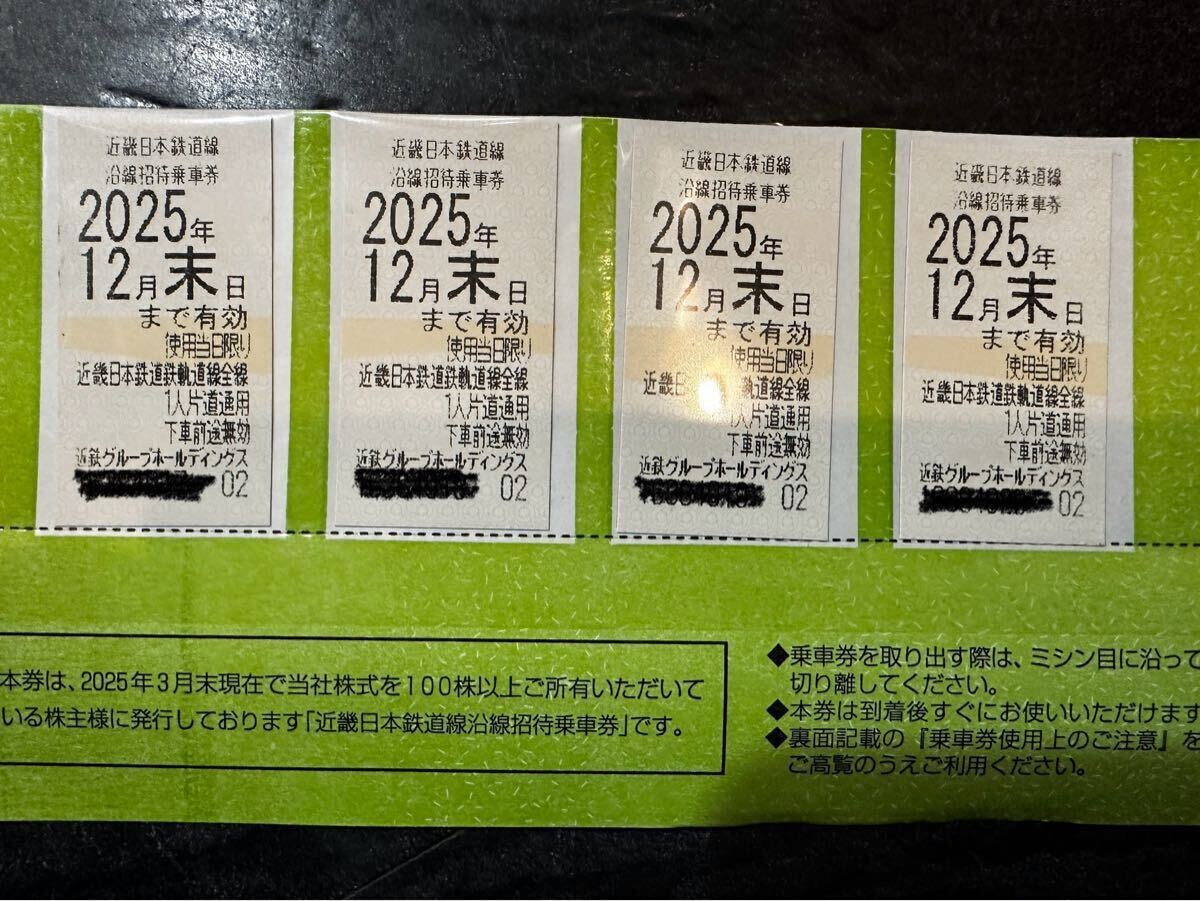 近畿日本鉄道線
沿線招待乗車券
2025年
12月末日
まで有効
使用当日限り
近畿日本鉄道鉄軌道線全線
1人片道通用
下車前途無効
近鉄グループホールディングス
02
近畿日本鉄道線
沿線招待乗車券
2025年
12月末日
まで有効
使用当日限り
近畿日本鉄道鉄軌道線全線
1人片道通用
下車前途無効
近鉄グループホールディングス
02
近畿日本鉄道線
沿線招待乗車券
2025年
12月末日
まで有効
使用当日限り
近畿日本鉄道鉄軌道線全線
1人片道通用
下車前途無効
近鉄グループホールディングス
02
近畿日本鉄道線
沿線招待乗車券
2025年
12月末日
まで有効
使用当日限り
近畿日本鉄道鉄軌道線全線
1人片道通用
下車前途無効
近鉄グループホールディングス
02
本券は、2025年3月末現在で当社株式を100株以上ご所有いただいて
いる株主様に発行しております「近畿日本鉄道線沿線招待乗車券」です。
◆乗車券を取り出す際は、ミシン目に沿って
切り離してください。
◆本券は到着後すぐにお使いいただけます
◆裏面記載の『乗車券使用上のご注意』を
ご高覧のうえご利用ください。